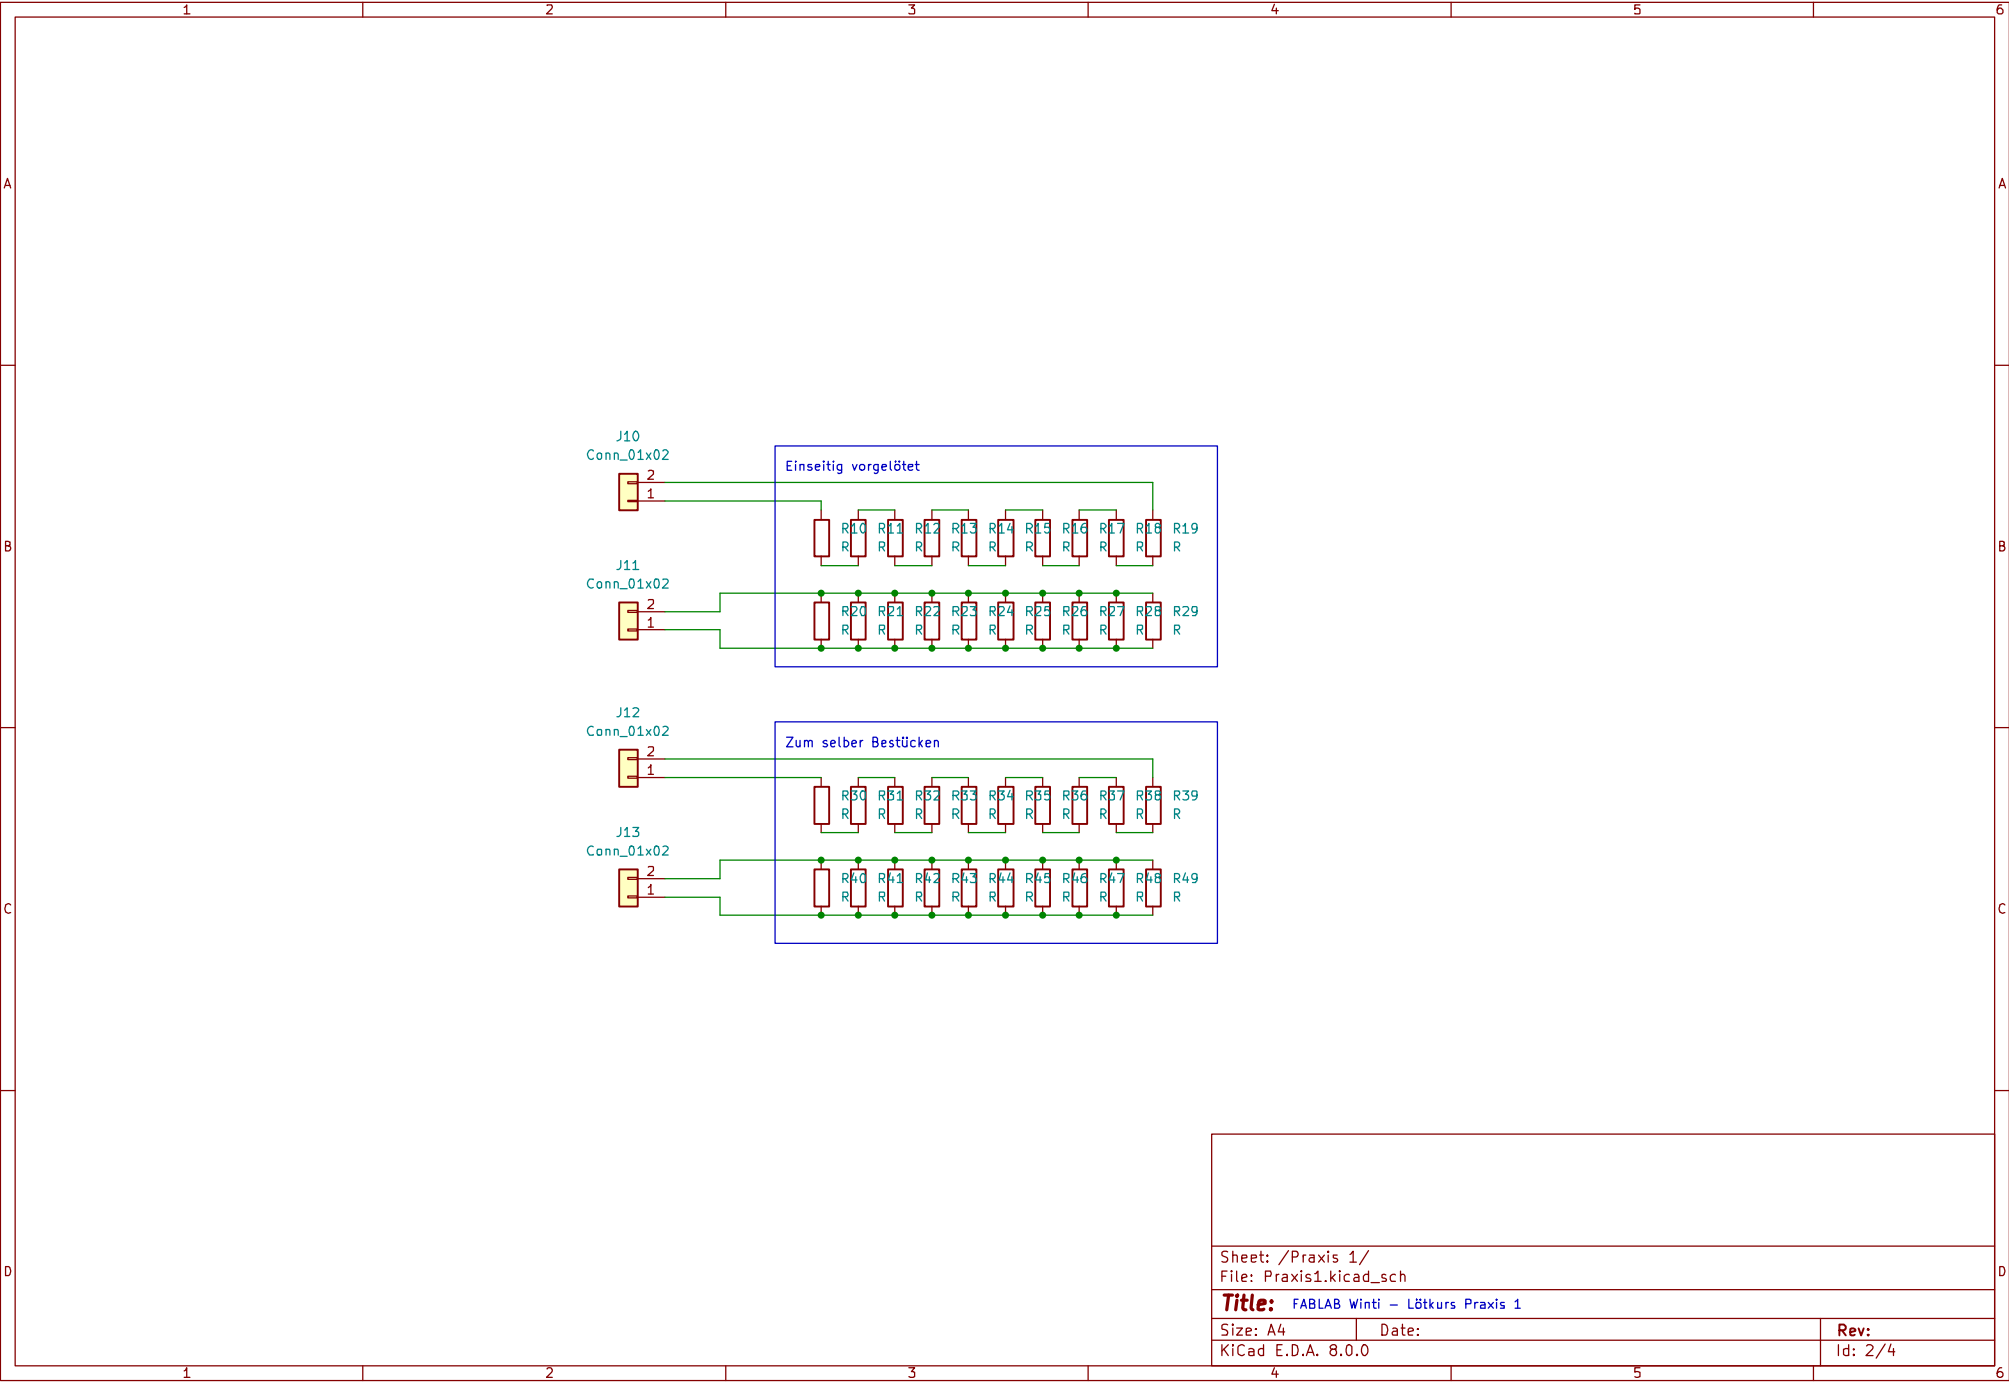 1 2 3 4 5 6
A A
J10
Conn_01x02
Einseitig vorgelötet
2
1
R10 R11 R12 R13 R14 R15 R16 R17 R18 R19
R R R R R R R R R R
B B
J11
Conn_01x02
2
1
R20 R21 R22 R23 R24 R25 R26 R27 R28 R29
R R R R R R R R R R
J12
Conn_01x02
Zum selber Bestücken
2
1
R30 R31 R32 R33 R34 R35 R36 R37 R38 R39
R R R R R R R R R R
J13
Conn_01x02
2
1
R40 R41 R42 R43 R44 R45 R46 R47 R48 R49
R R R R R R R R R R
C C
Sheet: /Praxis 1/
File: Praxis1.kicad_sch
D D
Title: FABLAB Winti – Lötkurs Praxis 1
Size: A4 Date: Rev:
KiCad E.D.A. 8.0.0 Id: 2/4
1 2 3 4 5 6